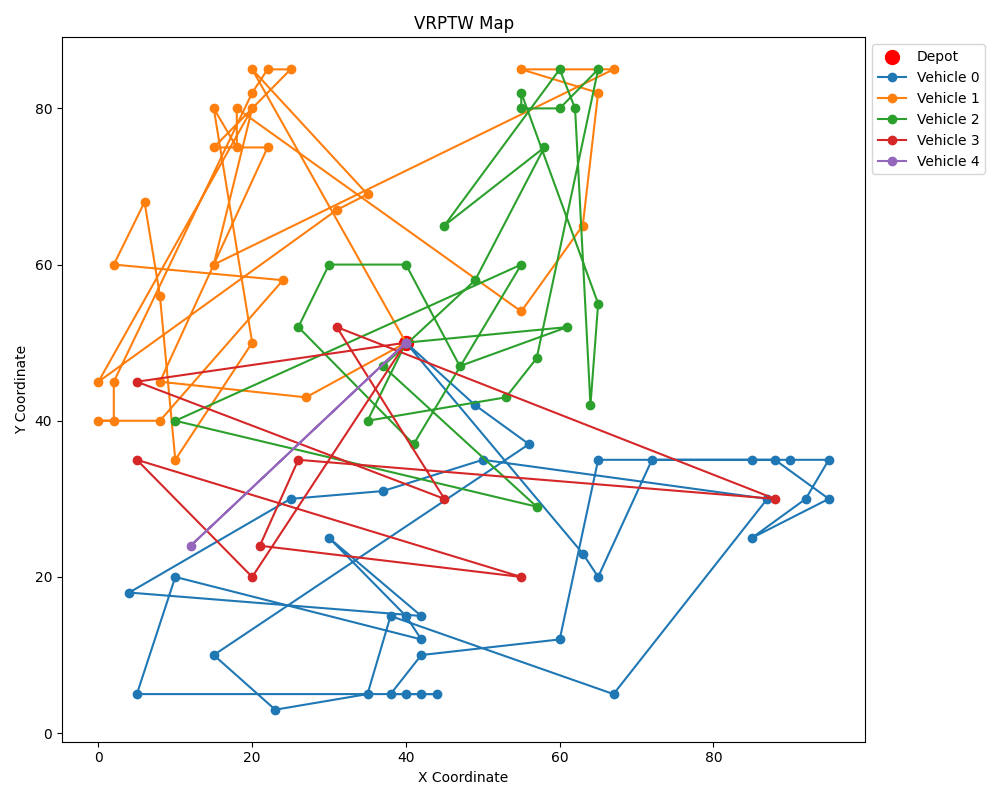 VRPTW Map
Depot
Vehicle 0
Vehicle 1
Vehicle 2
Vehicle 3
Vehicle 4
80
60
40
20
0
Y Coordinate
0 20 40 60 80
X Coordinate